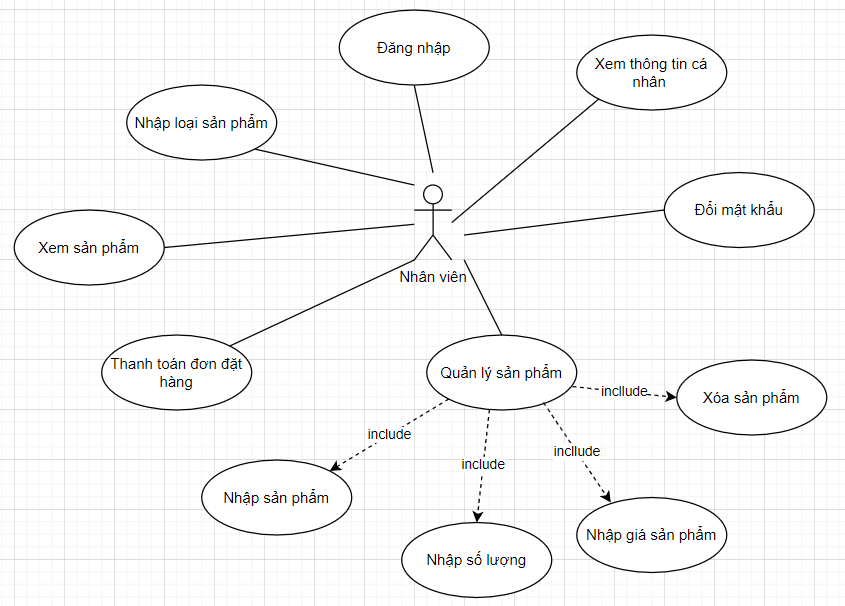 Đăng nhập
Xem thông tin cá
nhân
Nhập loại sản phẩm
Đổi mật khẩu
Xem sản phẩm
Nhân viên
Thanh toán đơn đặt
hàng
Quản lý sản phẩm
incllude
Xóa sản phẩm
include
incllude
include
Nhập sản phẩm
Nhập giá sản phẩm
Nhập số lượng